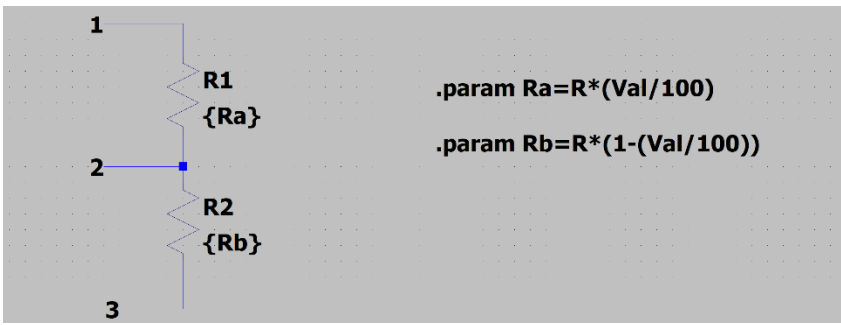 1
R1
{Ra}
.param Ra=R*(Val/100)
.param Rb=R*(1-(Val/100))
2
R2
{Rb}
3